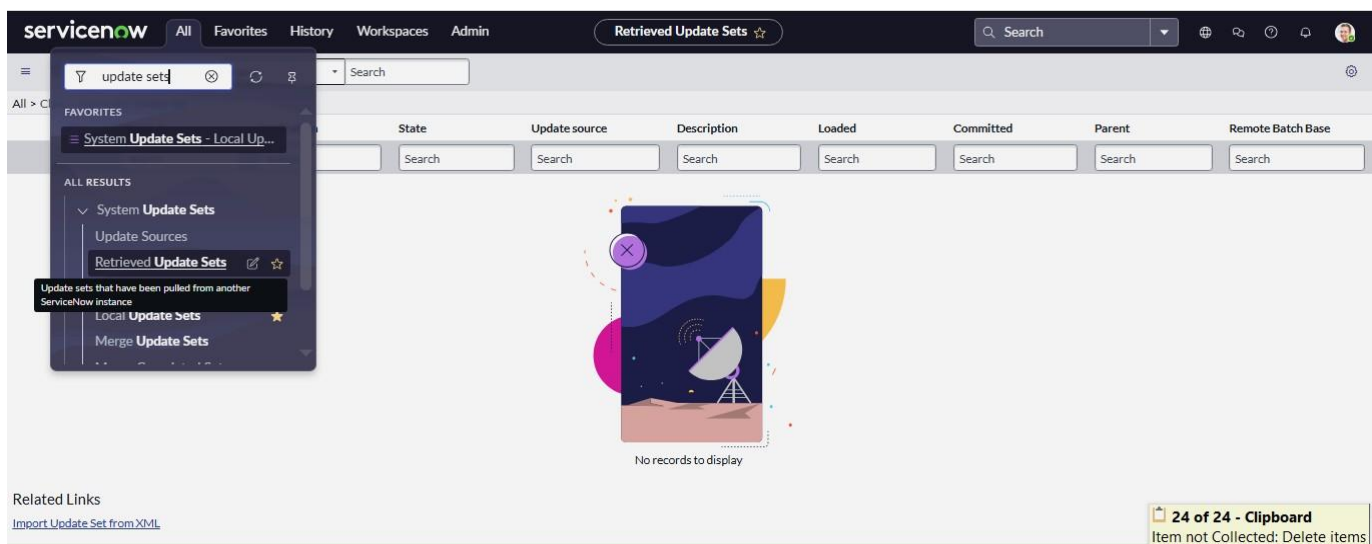 servicenow All Favorites History Workspaces Admin Retrieved Update Sets Search
update sets Search
All >
FAVORITES
System Update Sets - Local Up...
State Update source Description Loaded Committed Parent Remote Batch Base
Search Search Search Search Search Search Search
ALL RESULTS
System Update Sets
Update Sources
Retrieved Update Sets
Update sets that have been pulled from another
ServiceNow instance
Local Update Sets
Merge Update Sets
No records to display
Related Links
Import Update Set from XML
24 of 24 - Clipboard
Item not Collected: Delete items